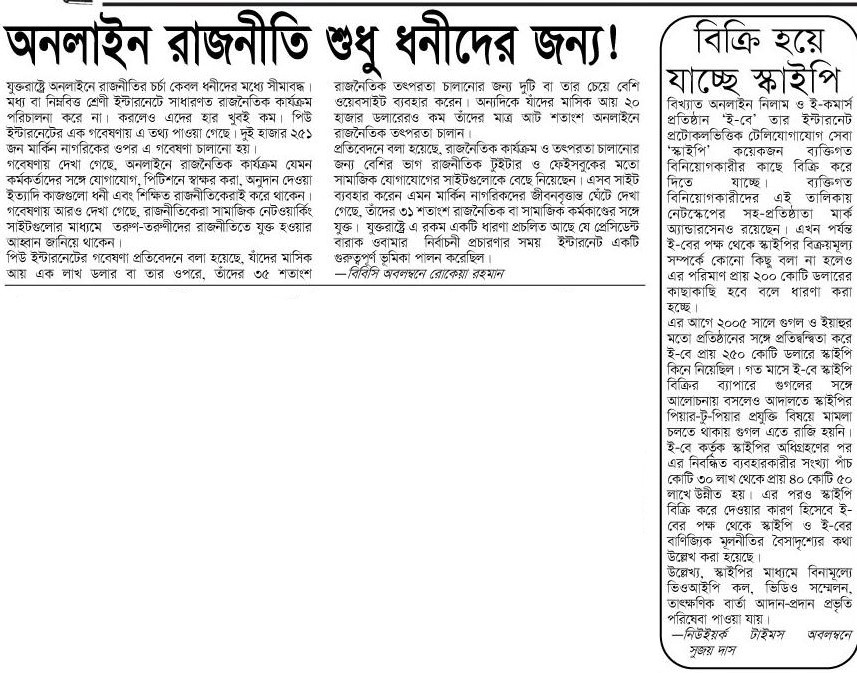 অনলাইন রাজনীতি শুধু ধনীদের জন্য!
যুক্তরাষ্ট্রে অনলাইনে রাজনীতির চর্চা কেবল ধনীদের মধ্যে সীমাবদ্ধ।
মধ্য বা নিম্নবিত্ত শ্রেণী ইন্টারনেটে সাধারণত রাজনৈতিক কার্যক্রম
পরিচালনা করে না। করলেও এদের হার খুবই কম। পিউ
ইন্টারনেটের এক গবেষণায় এ তথ্য পাওয়া গেছে। দুই হাজার ২৫১
জন মার্কিন নাগরিকের ওপর এ গবেষণা চালানো হয়।
গবেষণায় দেখা গেছে, অনলাইনে রাজনৈতিক কার্যক্রম যেমন
কর্মকর্তাদের সঙ্গে যোগাযোগ, পিটিশনে স্বাক্ষর করা, অনুদান দেওয়া
ইত্যাদি কাজগুলো ধনী এবং শিক্ষিত রাজনীতিকেরাই করে থাকেন।
গবেষণায় আরও দেখা গেছে, রাজনীতিকেরা সামাজিক নেটওয়ার্কিং
সাইটগুলোর মাধ্যমে তরুণ-তরুণীদের রাজনীতিতে যুক্ত হওয়ার
আহ্বান জানিয়ে থাকেন।
পিউ ইন্টারনেটের গবেষণা প্রতিবেদনে বলা হয়েছে, যাঁদের মাসিক
আয় এক লাখ ডলার বা তার ওপরে, তাঁদের ৩৫ শতাংশ
রাজনৈতিক তৎপরতা চালানোর জন্য দুটি বা তার চেয়ে বেশি
ওয়েবসাইট ব্যবহার করেন। অন্যদিকে যাঁদের মাসিক আয় ২০
হাজার ডলারেরও কম তাঁদের মাত্র আট শতাংশ অনলাইনে
রাজনৈতিক তৎপরতা চালান।
প্রতিবেদনে বলা হয়েছে, রাজনৈতিক কার্যক্রম ও তৎপরতা চালানোর
জন্য বেশির ভাগ রাজনীতিক টুইটার ও ফেইসবুকের মতো
সামাজিক যোগাযোগের সাইটগুলোকে বেছে নিয়েছেন। এসব সাইট
ব্যবহার করেন এমন মার্কিন নাগরিকদের জীবনবৃত্তান্ত ঘেঁটে দেখা
গেছে, তাঁদের ৩১ শতাংশ রাজনৈতিক বা সামাজিক কর্মকাণ্ডের সঙ্গে
যুক্ত। যুক্তরাষ্ট্রে এ রকম একটি ধারণা প্রচলিত আছে যে প্রেসিডেন্ট
বারাক ওবামার নির্বাচনী প্রচারণার সময় ইন্টারনেট একটি
গুরুত্বপূর্ণ ভূমিকা পালন করেছিল।
—বিবিসি অবলম্বনে রোকেয়া রহমান
বিক্রি হয়ে
যাচ্ছে স্কাইপি
বিখ্যাত অনলাইন নিলাম ও ই-কমার্স
প্রতিষ্ঠান ‘ই-বে’ তার ইন্টারনেট
প্রটোকলভিত্তিক টেলিযোগাযোগ সেবা
‘স্কাইপি’ কয়েকজন ব্যক্তিগত
বিনিয়োগকারীর কাছে বিক্রি করে
দিতে যাচ্ছে। ব্যক্তিগত
বিনিয়োগকারীদের এই তালিকায়
নেটস্কেপের সহ-প্রতিষ্ঠাতা মার্ক
অ্যান্ডারসেনও রয়েছেন। এখন পর্যন্ত
ই-বের পক্ষ থেকে স্কাইপির বিক্রয়মূল্য
সম্পর্কে কোনো কিছু বলা না হলেও
এর পরিমাণ প্রায় ২০০ কোটি ডলারের
কাছাকাছি হবে বলে ধারণা করা
হচ্ছে।
এর আগে ২০০৫ সালে গুগল ও ইয়াহুর
মতো প্রতিষ্ঠানের সঙ্গে প্রতিদ্বন্দ্বিতা করে
ই-বে প্রায় ২৫০ কোটি ডলারে স্কাইপি
কিনে নিয়েছিল। গত মাসে ই-বে স্কাইপি
বিক্রির ব্যাপারে গুগলের সঙ্গে
আলোচনায় বসলেও আদালতে স্কাইপির
পিয়ার-টু-পিয়ার প্রযুক্তি বিষয়ে মামলা
চলতে থাকায় গুগল এতে রাজি হয়নি।
ই-বে কর্তৃক স্কাইপির অধিগ্রহণের পর
এর নিবন্ধিত ব্যবহারকারীর সংখ্যা পাঁচ
কোটি ৩০ লাখ থেকে প্রায় ৪০ কোটি ৫০
লাখে উন্নীত হয়। এর পরও স্কাইপি
বিক্রি করে দেওয়ার কারণ হিসেবে ই-
বের পক্ষ থেকে স্কাইপি ও ই-বের
বাণিজ্যিক মূলনীতির বৈসাদৃশ্যের কথা
উল্লেখ করা হয়েছে।
উল্লেখ্য, স্কাইপির মাধ্যমে বিনামূল্যে
ভিওআইপি কল, ভিডিও সম্মেলন,
তাৎক্ষণিক বার্তা আদান-প্রদান প্রভৃতি
পরিষেবা পাওয়া যায়।
—নিউইয়র্ক টাইমস অবলম্বনে
সুজয় দাস